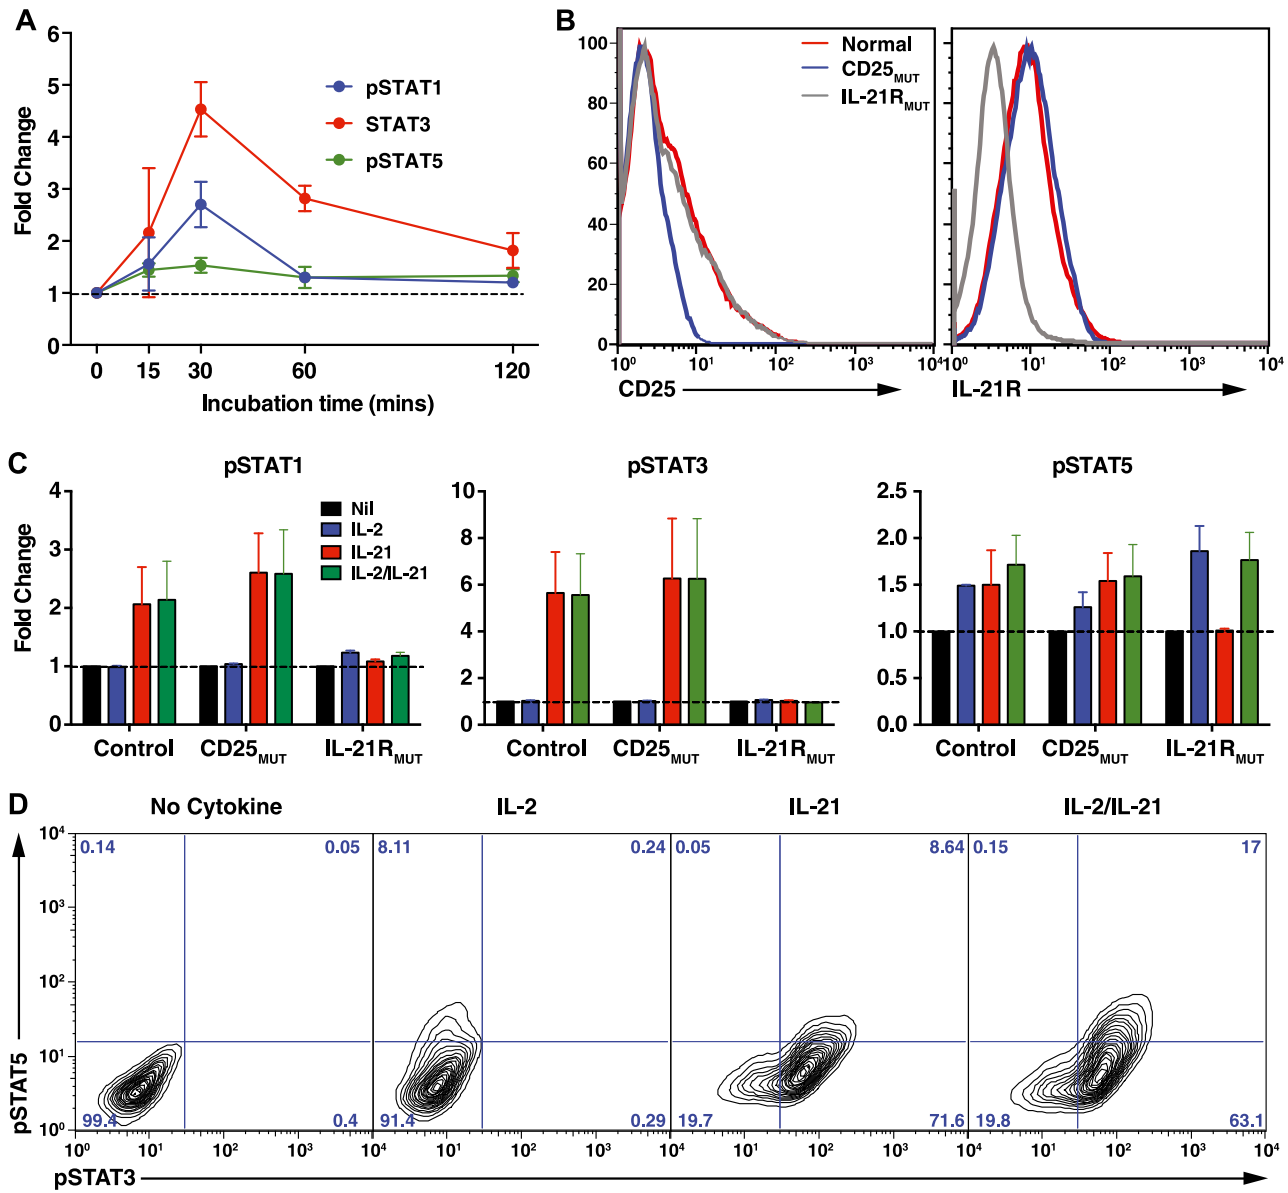 A
6
5
4
3
2
1
0
Fold Change
pSTAT1
STAT3
pSTAT5
0 15 30 60 120
Incubation time (mins)
B
100
80
60
40
20
0
Normal
CD25MUT
IL-21RMUT
10⁰ 10¹ 10² 10³ 10⁴
CD25
10⁰ 10¹ 10² 10³ 10⁴
IL-21R
C
pSTAT1
4
3
2
1
0
Fold Change
Nil
IL-2
IL-21
IL-2/IL-21
Control CD25MUT IL-21RMUT
pSTAT3
10
8
6
4
2
0
Control CD25MUT IL-21RMUT
pSTAT5
2.5
2.0
1.5
1.0
0.5
0.0
Control CD25MUT IL-21RMUT
D
No Cytokine IL-2 IL-21 IL-2/IL-21
10⁴
10³
10²
10¹
10⁰
pSTAT5
0.14 0.05 8.11 0.24 0.05 8.64 0.15 17
99.4 0.4 91.4 0.29 19.7 71.6 19.8 63.1
10⁰ 10¹ 10² 10³ 10⁴ 10¹ 10² 10³ 10⁴ 10¹ 10² 10³ 10⁴ 10¹ 10² 10³ 10⁴
pSTAT3